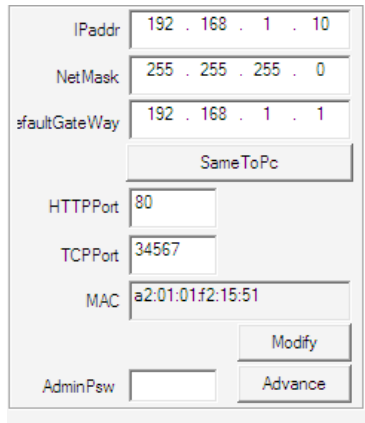 IPaddr 192 . 168 . 1 . 10
NetMask 255 . 255 . 255 . 0
efaultGateWay 192 . 168 . 1 . 1
SameToPc
HTTPPort 80
TCPPort 34567
MAC a2:01:01:f2:15:51
Modify
AdminPsw Advance